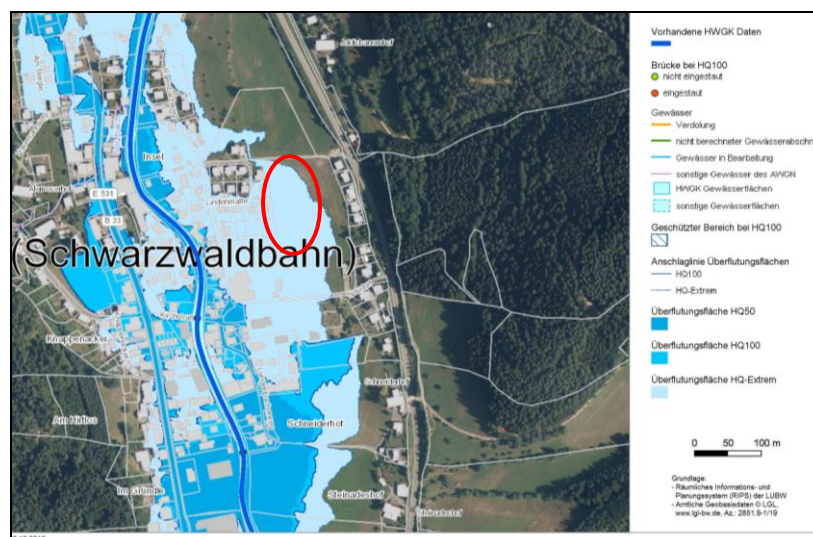 Insel
Lindenmatte
E 531
B 33
(Schwarzwaldbahn)
Knappenacker
Am Hirtlos
Im Gründle
Schneiderhof
Schneiderhof
Vorhandene HWGK Daten
Brücke bei HQ100
nicht eingestaut
eingestaut
Gewässer
Verdolung
nicht berechneter Gewässerabschn
Gewässer in Bearbeitung
sonstige Gewässer des AWGN
HWGK Gewässerflächen
sonstige Gewässerflächen
Geschützter Bereich bei HQ100
Anschlaglinie Überflutungsflächen
HQ100
HQ-Extrem
Überflutungsfläche HQ50
Überflutungsfläche HQ100
Überflutungsfläche HQ-Extrem
0 50 100 m
Grundlage:
- Räumliches Informations- und
Planungssystem (RIPS) der LUBW
- Amtliche Geobasisdaten © LGL,
www.lgl-bw.de, Az.: 2851.9-1/19